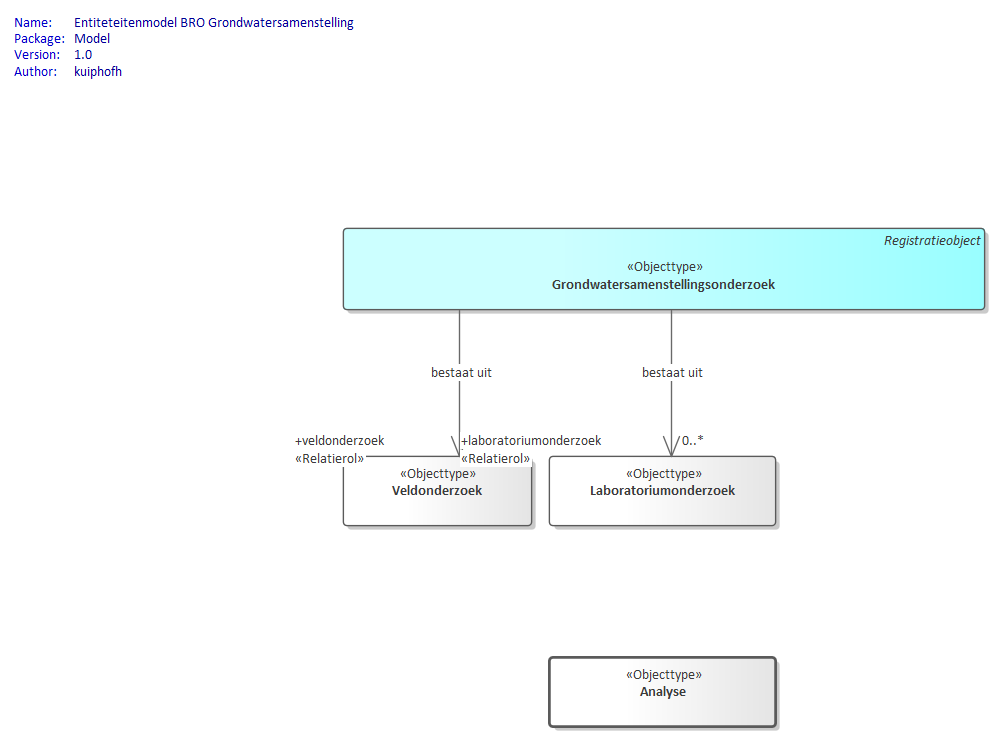 Name: Entiteteitenmodel BRO Grondwatersamenstelling
Package: Model
Version: 1.0
Author: kuiphofh
Registratieobject
«Objecttype»
Grondwatersamenstellingsonderzoek
bestaat uit
bestaat uit
+veldonderzoek
«Relatierol»
+laboratoriumonderzoek
«Relatierol»
0..*
«Objecttype»
Veldonderzoek
«Objecttype»
Laboratoriumonderzoek
«Objecttype»
Analyse